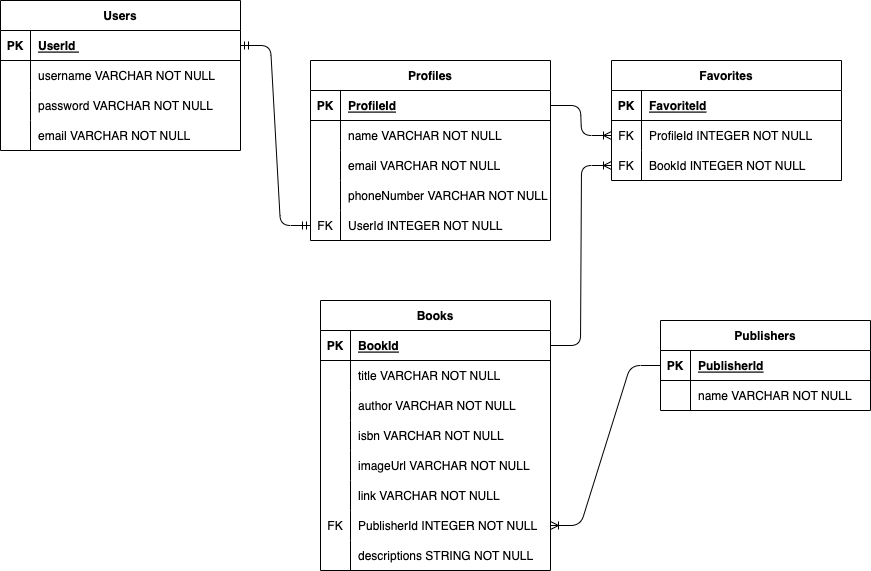 Users
PK UserId
username VARCHAR NOT NULL
password VARCHAR NOT NULL
email VARCHAR NOT NULL
Profiles
PK ProfileId
name VARCHAR NOT NULL
email VARCHAR NOT NULL
phoneNumber VARCHAR NOT NULL
FK UserId INTEGER NOT NULL
Favorites
PK FavoriteId
FK ProfileId INTEGER NOT NULL
FK BookId INTEGER NOT NULL
Books
PK BookId
title VARCHAR NOT NULL
author VARCHAR NOT NULL
isbn VARCHAR NOT NULL
imageUrl VARCHAR NOT NULL
link VARCHAR NOT NULL
FK PublisherId INTEGER NOT NULL
descriptions STRING NOT NULL
Publishers
PK PublisherId
name VARCHAR NOT NULL